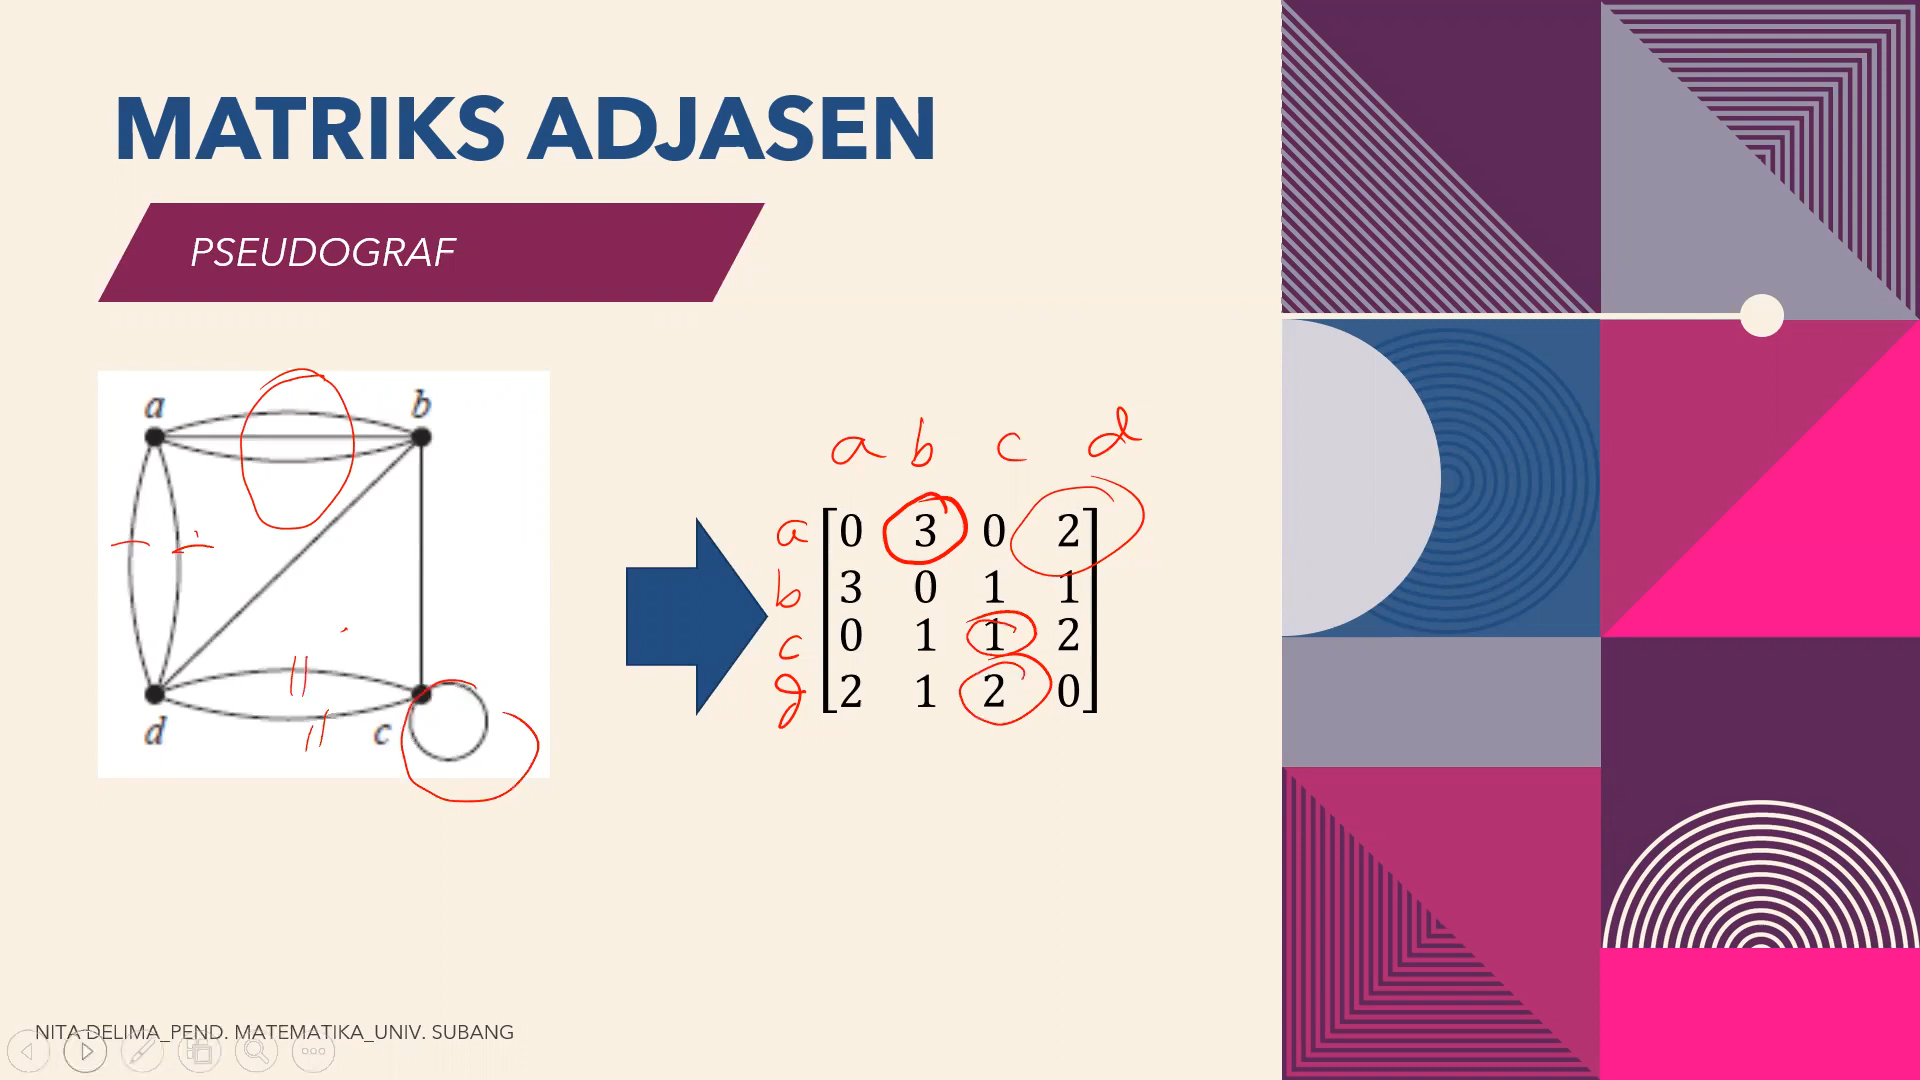 MATRIKS ADJASEN
PSEUDOGRAF
a b
d c
a b c d
a 0 3 0 2
b 3 0 1 1
c 0 1 1 2
d 2 1 2 0
NITA DELIMA_PEND. MATEMATIKA_UNIV. SUBANG